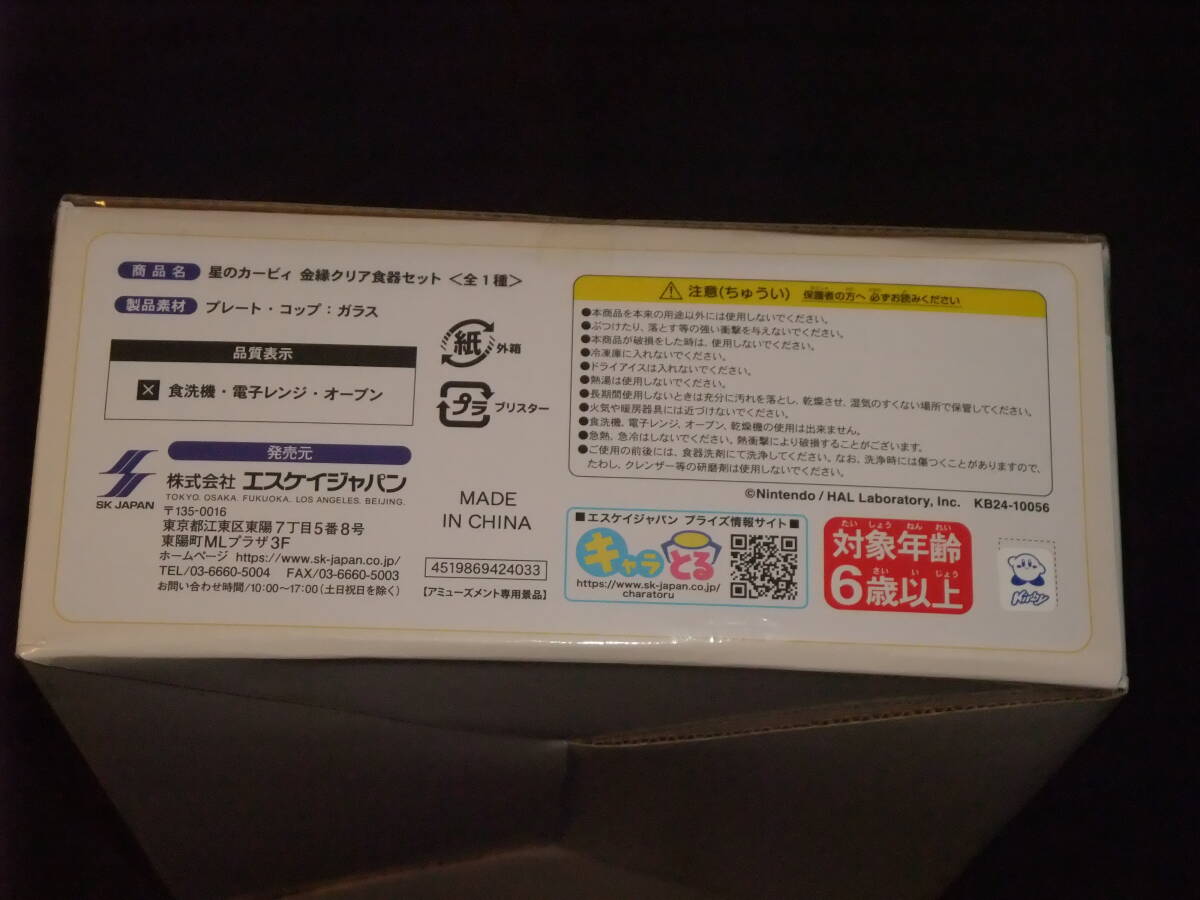 商品名 星のカービィ 金縁クリア食器セット <全1種>
製品素材 プレート・コップ：ガラス
品質表示
食洗機・電子レンジ・オーブン
紙 外箱
プラ ブリスター
発売元
SK JAPAN
株式会社 エスケイジャパン
TOKYO. OSAKA. FUKUOKA. LOS ANGELES. BEIJING.
〒135-0016
東京都江東区東陽7丁目5番8号
東陽町MLプラザ3F
ホームページ https://www.sk-japan.co.jp/
TEL/03-6660-5004 FAX/03-6660-5003
お問い合わせ時間/10:00～17:00(土日祝日を除く)
MADE
IN CHINA
4519869424033
【アミューズメント専用景品】
注意(ちゅうい) 保護者の方へ 必ずお読みください
●本商品を本来の用途以外には使用しないでください。
●ぶつけたり、落とす等の強い衝撃を与えないでください。
●本商品が破損をした時は、使用しないでください。
●冷凍庫に入れないでください。
●ドライアイスは入れないでください。
●熱湯は使用しないでください。
●長期間使用しないときは充分に汚れを落とし、乾燥させ、湿気のすくない場所で保管してください。
●火気や暖房器具には近づけないでください。
●食洗機、電子レンジ、オーブン、乾燥機の使用は出来ません。
●急熱、急冷はしないでください。熱衝撃により破損することがございます。
●ご使用の前後には、食器洗剤にて洗浄してください。なお、洗浄時には傷つくことがありますので、
たわし、クレンザー等の研磨剤は使用しないでください。
©Nintendo / HAL Laboratory, Inc. KB24-10056
■エスケイジャパン プライズ情報サイト■
キャラとる
https://www.sk-japan.co.jp/
charatoru
たい しょう ねん れい
対象年齢
さい い じょう
6歳以上
Kirby